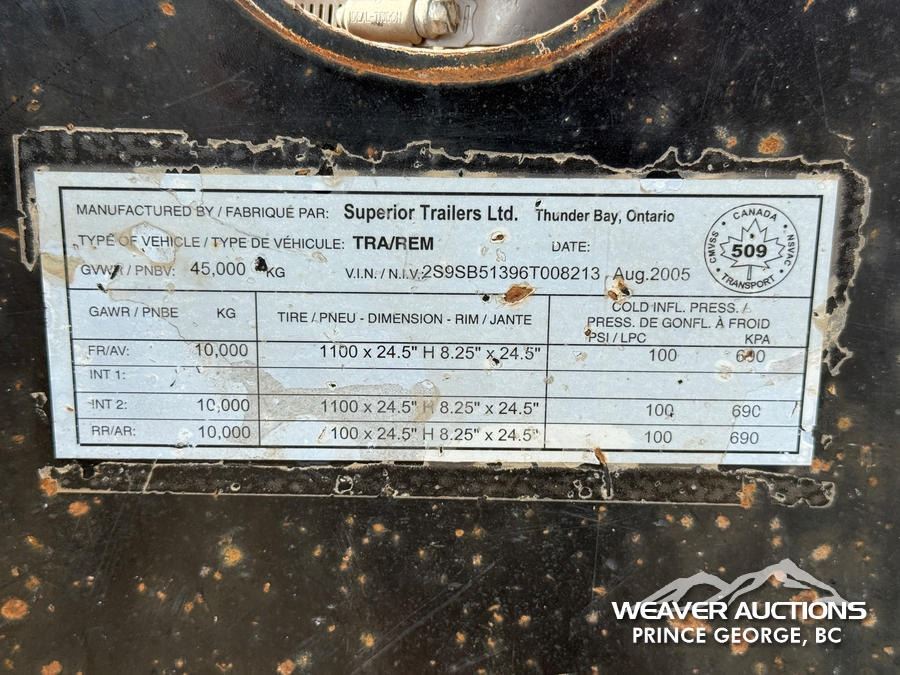 IDEAL-TRIDON
MANUFACTURED BY / FABRIQUÉ PAR: Superior Trailers Ltd. Thunder Bay, Ontario
TYPE OF VEHICLE / TYPE DE VÉHICULE: TRA/REM DATE:
GVWR / PNBV: 45,000 KG V.I.N. / N.I.V. 2S9SB51396T008213 Aug.2005
CANADA
CMVSS 509 NSVAC
TRANSPORT
GAWR / PNBE KG TIRE / PNEU - DIMENSION - RIM / JANTE COLD INFL. PRESS. /
PRESS. DE GONFL. À FROID
PSI / LPC KPA
FR/AV: 10,000 1100 x 24.5" H 8.25" x 24.5" 100 690
INT 1:
INT 2: 10,000 1100 x 24.5" H 8.25" x 24.5" 100 690
RR/AR: 10,000 100 x 24.5" H 8.25" x 24.5" 100 690
WEAVER AUCTIONS
PRINCE GEORGE, BC